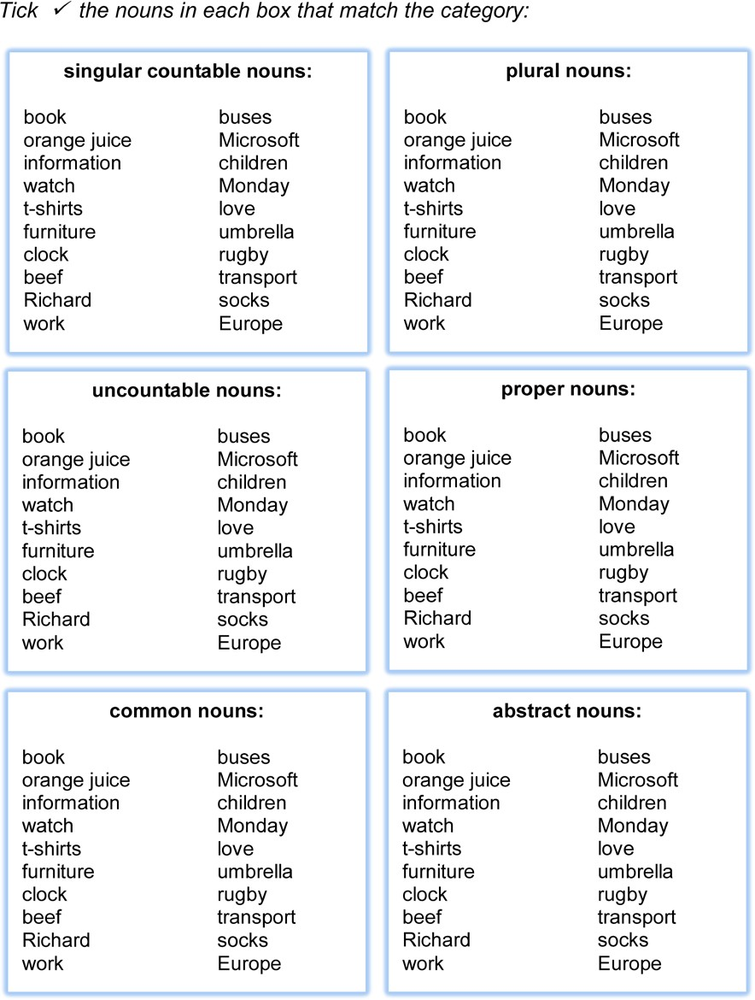 Tick ✓ the nouns in each box that match the category:
singular countable nouns:
book
orange juice
information
watch
t-shirts
furniture
clock
beef
Richard
work
buses
Microsoft
children
Monday
love
umbrella
rugby
transport
socks
Europe
plural nouns:
book
orange juice
information
watch
t-shirts
furniture
clock
beef
Richard
work
buses
Microsoft
children
Monday
love
umbrella
rugby
transport
socks
Europe
uncountable nouns:
book
orange juice
information
watch
t-shirts
furniture
clock
beef
Richard
work
buses
Microsoft
children
Monday
love
umbrella
rugby
transport
socks
Europe
proper nouns:
book
orange juice
information
watch
t-shirts
furniture
clock
beef
Richard
work
buses
Microsoft
children
Monday
love
umbrella
rugby
transport
socks
Europe
common nouns:
book
orange juice
information
watch
t-shirts
furniture
clock
beef
Richard
work
buses
Microsoft
children
Monday
love
umbrella
rugby
transport
socks
Europe
abstract nouns:
book
orange juice
information
watch
t-shirts
furniture
clock
beef
Richard
work
buses
Microsoft
children
Monday
love
umbrella
rugby
transport
socks
Europe